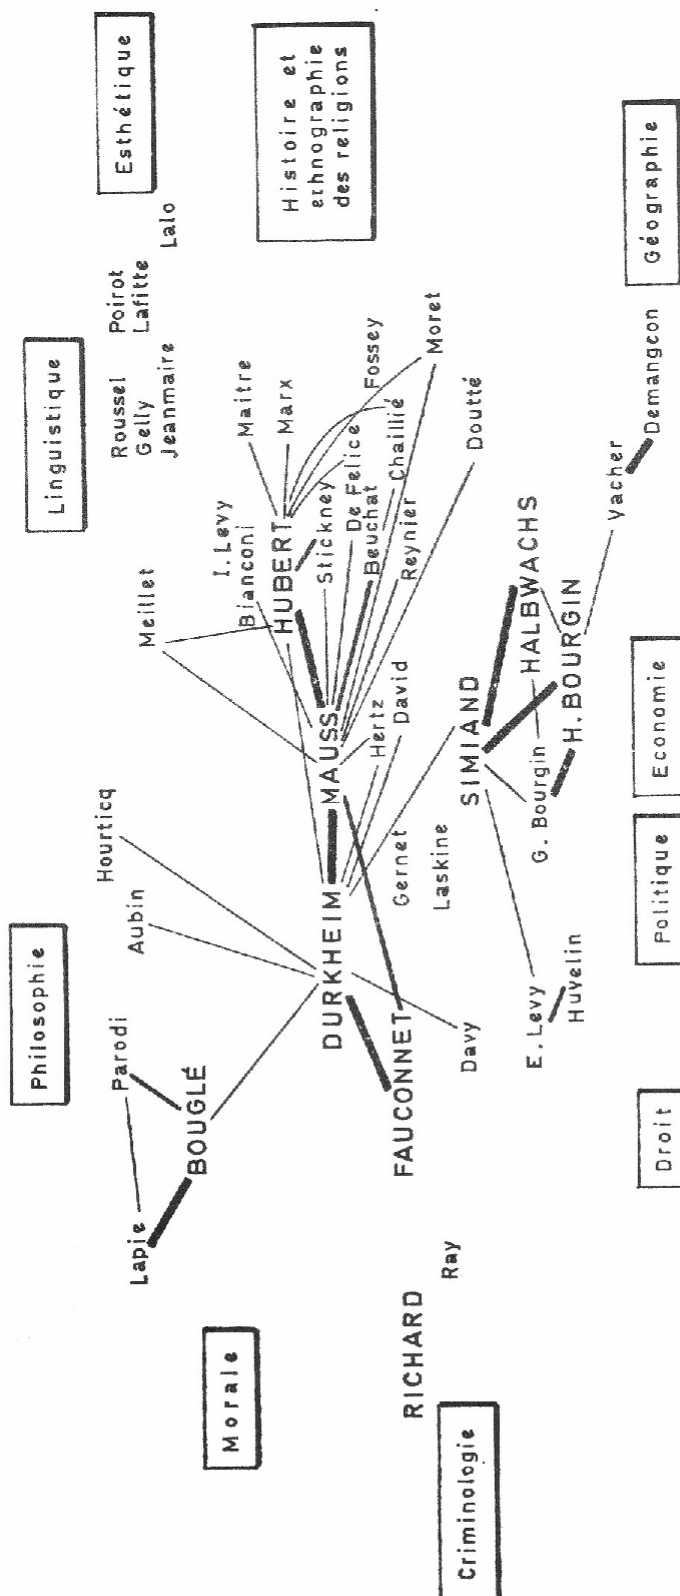 Esthétique
Histoire et
ethnographie
des religions
Géographie
Linguistique
Lalo
Poirot
Lafitte
Roussel
Gelly
Jeanmaire
Maitre
Marx
Fossey
Moret
Doutté
Demangeon
Vacher
Meillet
I. Levy
Bianconi
HUBERT
Stickney
De Felice
Beuchat
Chaillié
Reynier
HALBWACHS
H. BOURGIN
G. Bourgin
SIMIAND
MAUSS
Hertz
David
Gernet
Laskine
Economie
Politique
Hourticq
Aubin
DURKHEIM
FAUCONNET
Davy
E. Levy
Huvelin
Droit
Philosophie
Parodi
BOUGLÉ
Lapie
Morale
Ray
RICHARD
Criminologie